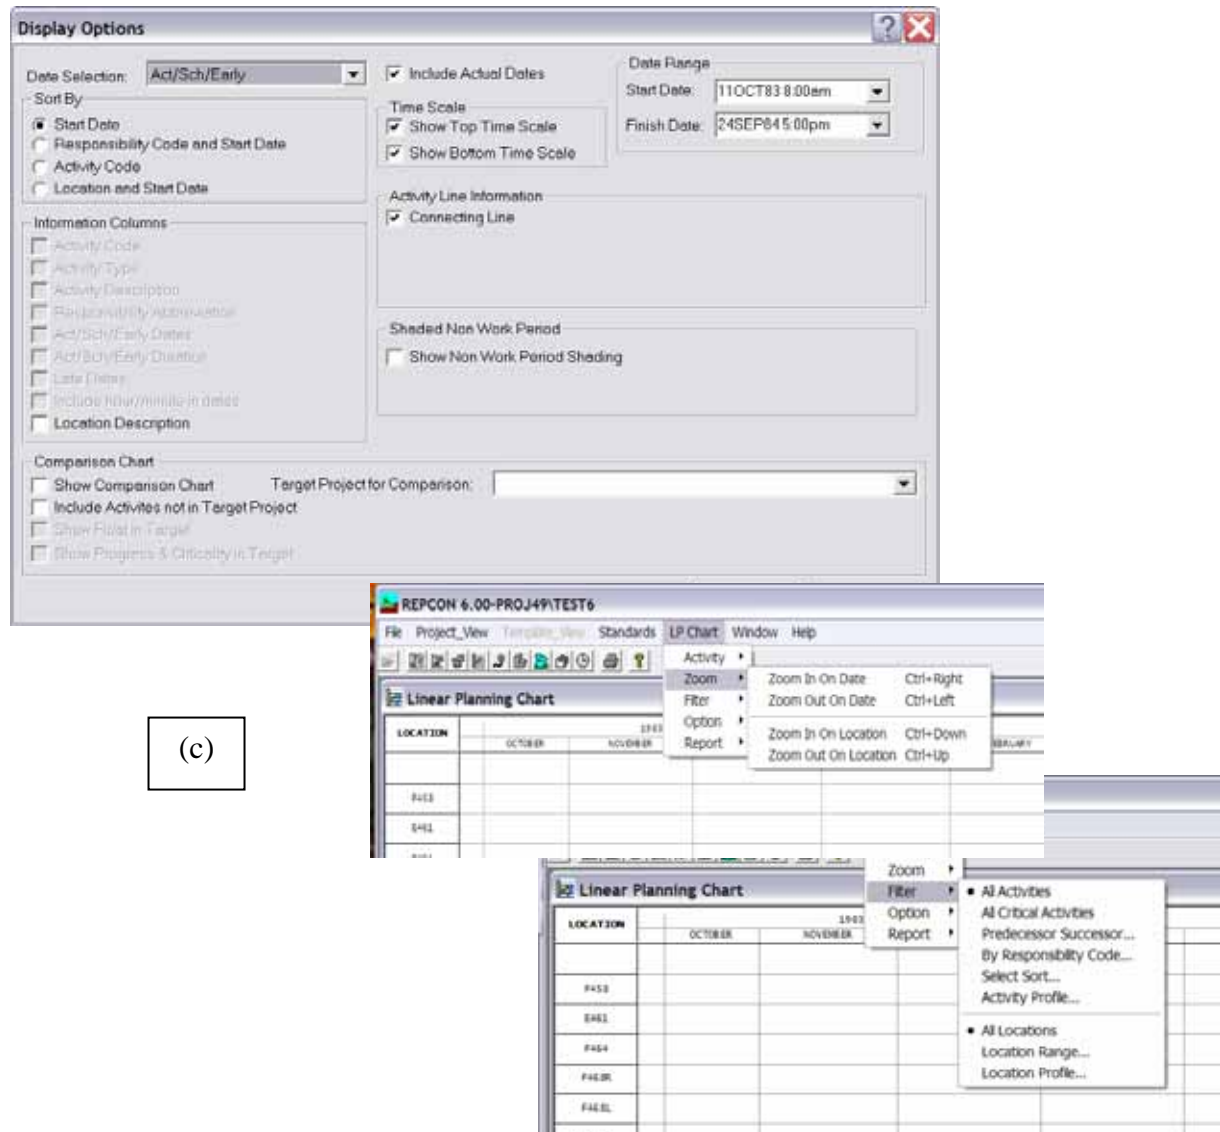 Display Options
Date Selection: Act/Sch/Early
Include Actual Dates
Date Range
Start Date: 11OCT83 8:00am
Finish Date: 24SEP84 5:00pm
Sort By
Start Date
Responsibility Code and Start Date
Activity Code
Location and Start Date
Time Scale
Show Top Time Scale
Show Bottom Time Scale
Activity Line Information
Connecting Line
Information Columns
Activity Code
Activity Type
Activity Description
Responsibility Abbreviation
Act/Sch/Early Dates
Act/Sch/Early Duration
Late Dates
Include hour/minute in dates
Location Description
Shaded Non Work Period
Show Non Work Period Shading
Comparison Chart
Show Comparison Chart Target Project for Comparison:
Include Activites not in Target Project
Show Float in Target
Show Progress & Criticality in Target
(c)
REPCON 6.00-PROJ49\TEST6
File Project_View Template_View Standards LP Chart Window Help
Activity
Zoom
Filter
Option
Report
Zoom In On Date Ctrl+Right
Zoom Out On Date Ctrl+Left
Zoom In On Location Ctrl+Down
Zoom Out On Location Ctrl+Up
Linear Planning Chart
LOCATION
1983
OCTOBER NOVEMBER
Zoom
Filter
Option
Report
All Activities
All Critical Activities
Predecessor Successor...
By Responsibility Code...
Select Sort...
Activity Profile...
All Locations
Location Range...
Location Profile...
Linear Planning Chart
LOCATION
1983
OCTOBER NOVEMBER